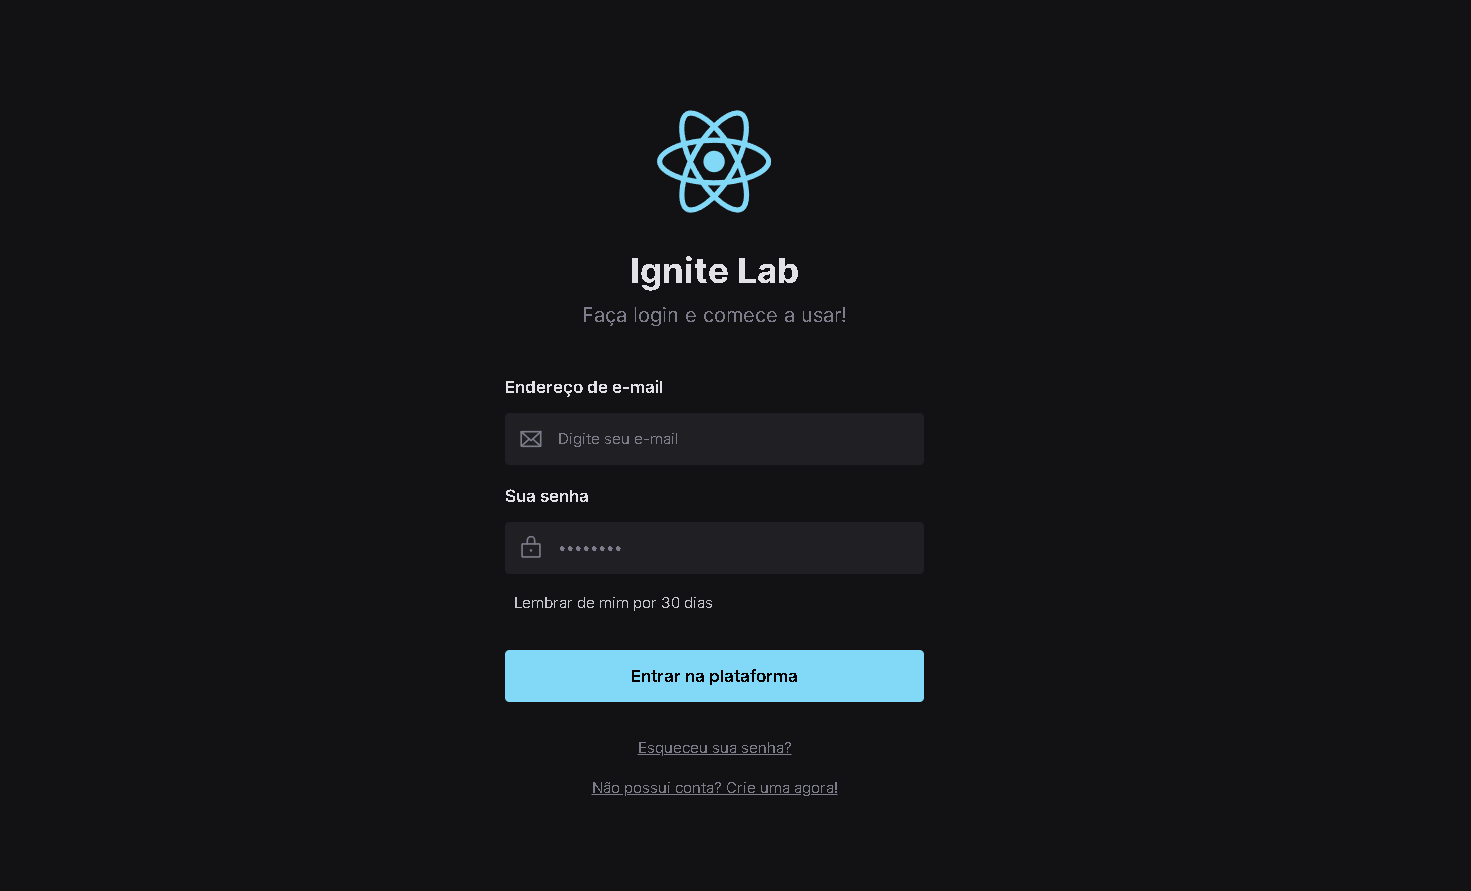 Ignite Lab
Faça login e comece a usar!
Endereço de e-mail
Digite seu e-mail
Sua senha
••••••••
Lembrar de mim por 30 dias
Entrar na plataforma
Esqueceu sua senha?
Não possui conta? Crie uma agora!